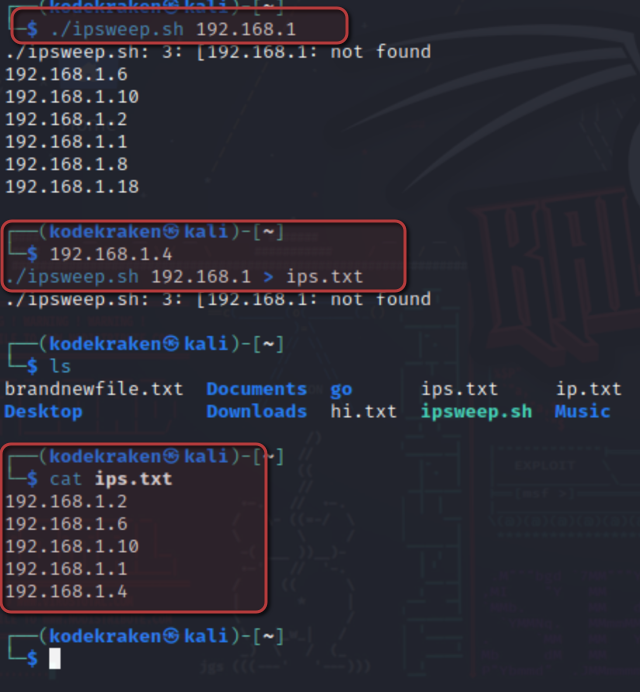 ┌──(kodekraken㉿kali)-[~]
└─$ ./ipsweep.sh 192.168.1
./ipsweep.sh: 3: [192.168.1: not found
192.168.1.6
192.168.1.10
192.168.1.2
192.168.1.1
192.168.1.8
192.168.1.18
┌──(kodekraken㉿kali)-[~]
└─$ 192.168.1.4
./ipsweep.sh 192.168.1 > ips.txt
./ipsweep.sh: 3: [192.168.1: not found
┌──(kodekraken㉿kali)-[~]
└─$ ls
brandnewfile.txt Documents go ips.txt ip.txt
Desktop Downloads hi.txt ipsweep.sh Music
┌──(kodekraken㉿kali)-[~]
└─$ cat ips.txt
192.168.1.2
192.168.1.6
192.168.1.10
192.168.1.1
192.168.1.4
┌──(kodekraken㉿kali)-[~]
└─$
EXPLOIT